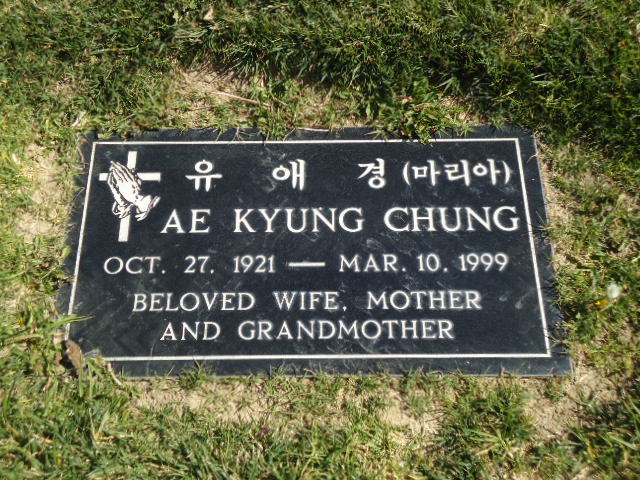 유 애 경 (마리아)
AE KYUNG CHUNG
OCT. 27, 1921 — MAR. 10, 1999
BELOVED WIFE, MOTHER
AND GRANDMOTHER